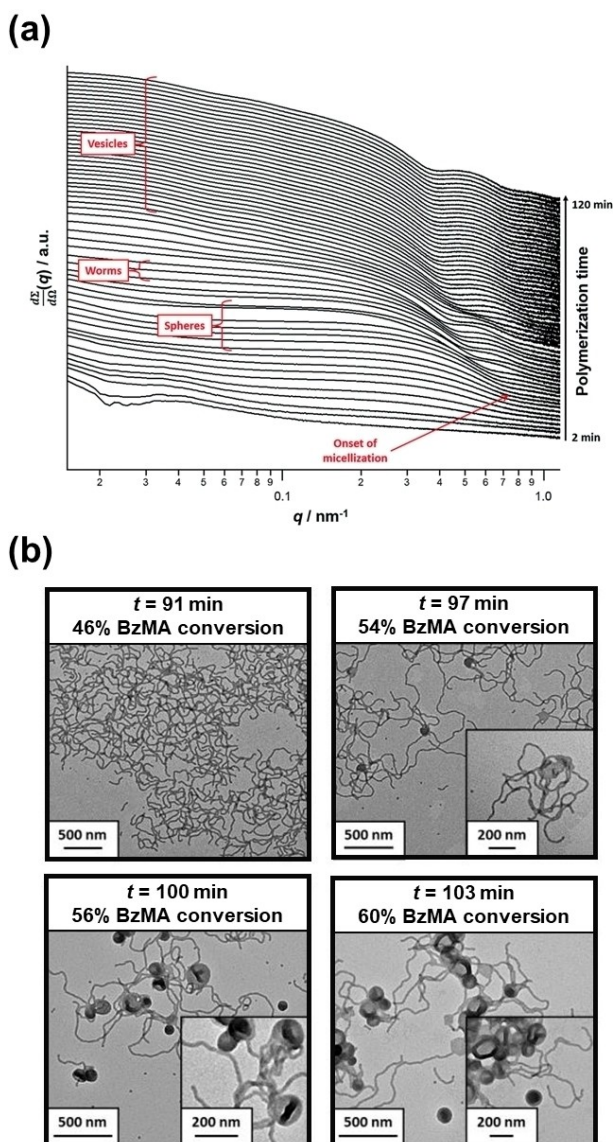 (a)
Vesicles
Worms
Spheres
Onset of
micellization
dΣ/dΩ (q) / a.u.
120 min
Polymerization time
2 min
2 3 4 5 6 7 8 9 0.1 2 3 4 5 6 7 8 9 1.0
q / nm⁻¹
(b)
t = 91 min
46% BzMA conversion
500 nm
t = 97 min
54% BzMA conversion
500 nm
200 nm
t = 100 min
56% BzMA conversion
500 nm
200 nm
t = 103 min
60% BzMA conversion
500 nm
200 nm